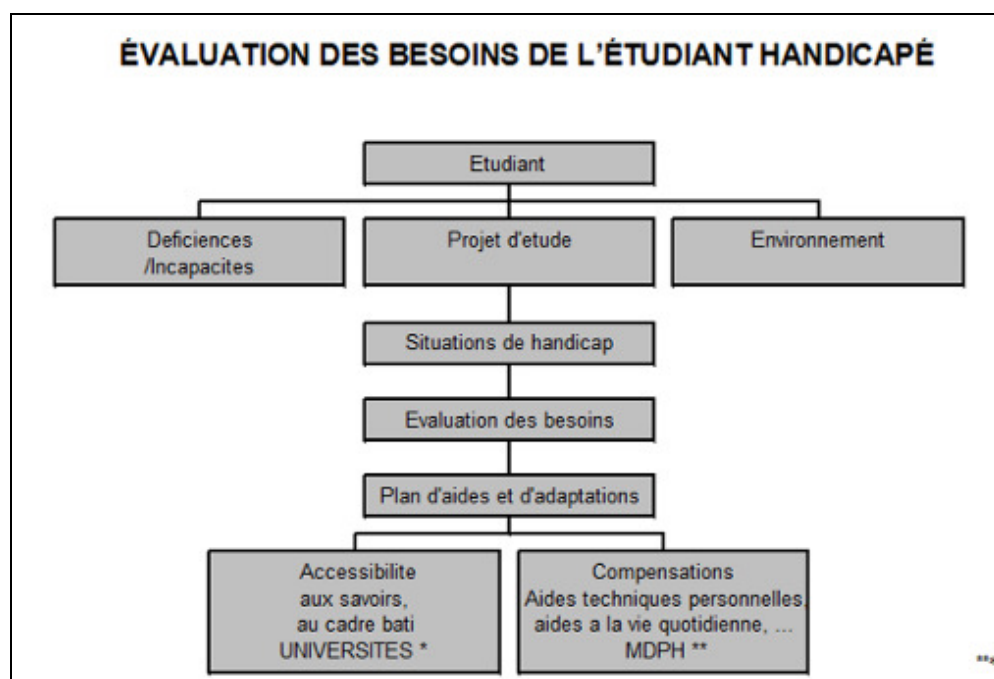 ÉVALUATION DES BESOINS DE L'ÉTUDIANT HANDICAPÉ
Etudiant
Deficiences
/Incapacites
Projet d'etude
Environnement
Situations de handicap
Evaluation des besoins
Plan d'aides et d'adaptations
Accessibilite
aux savoirs,
au cadre bati
UNIVERSITES *
Compensations
Aides techniques personnelles,
aides a la vie quotidienne, ...
MDPH **